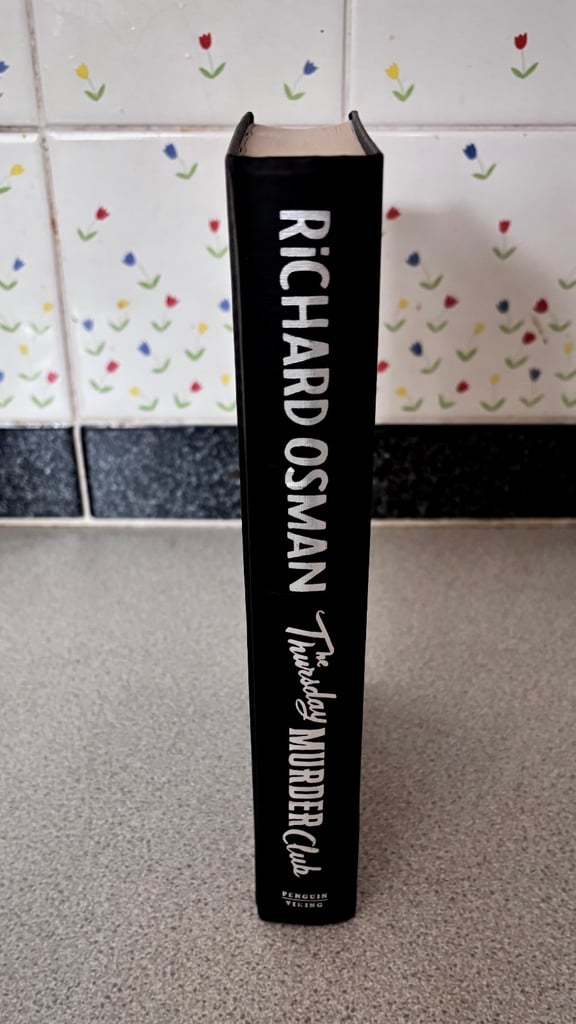 RiCHARD OSMAN
The
Thursday
MURDER
Club
PENGUIN
VIKING